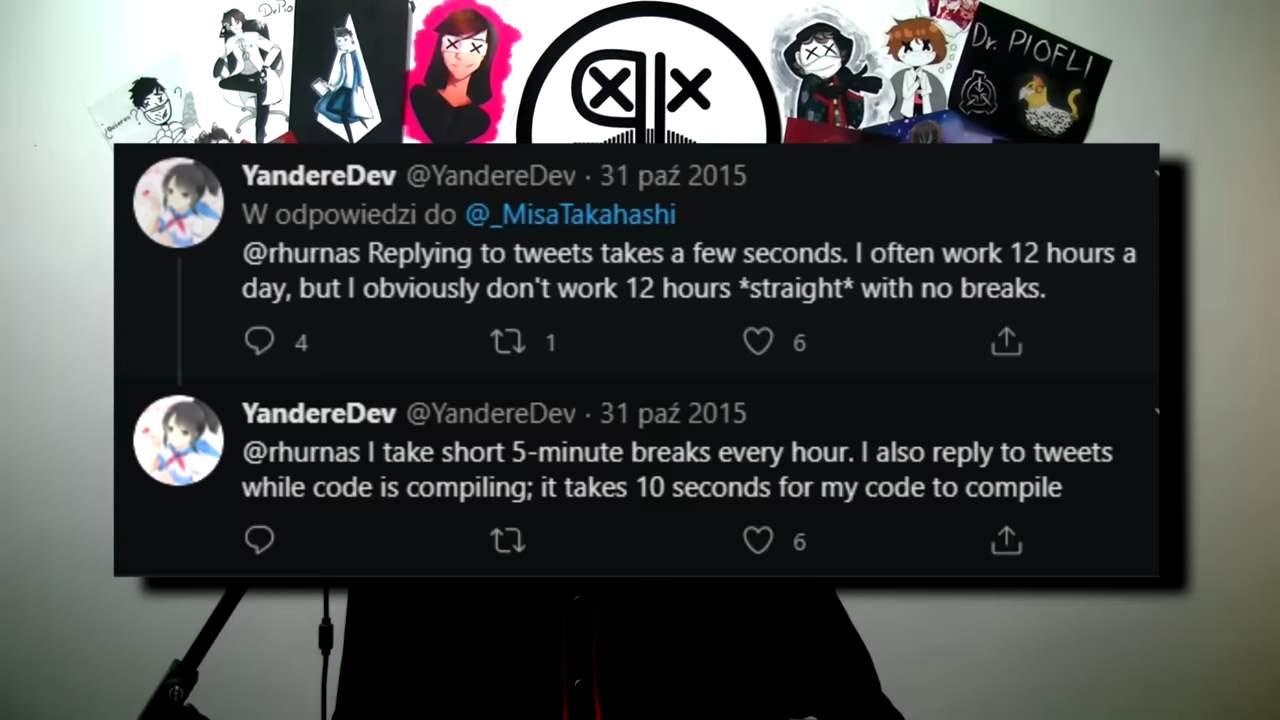 Dr. PIOFLI
YandereDev @YandereDev · 31 paź 2015
W odpowiedzi do @_MisaTakahashi
@rhurnas Replying to tweets takes a few seconds. I often work 12 hours a
day, but I obviously don't work 12 hours *straight* with no breaks.
4 1 6
YandereDev @YandereDev · 31 paź 2015
@rhurnas I take short 5-minute breaks every hour. I also reply to tweets
while code is compiling; it takes 10 seconds for my code to compile
6